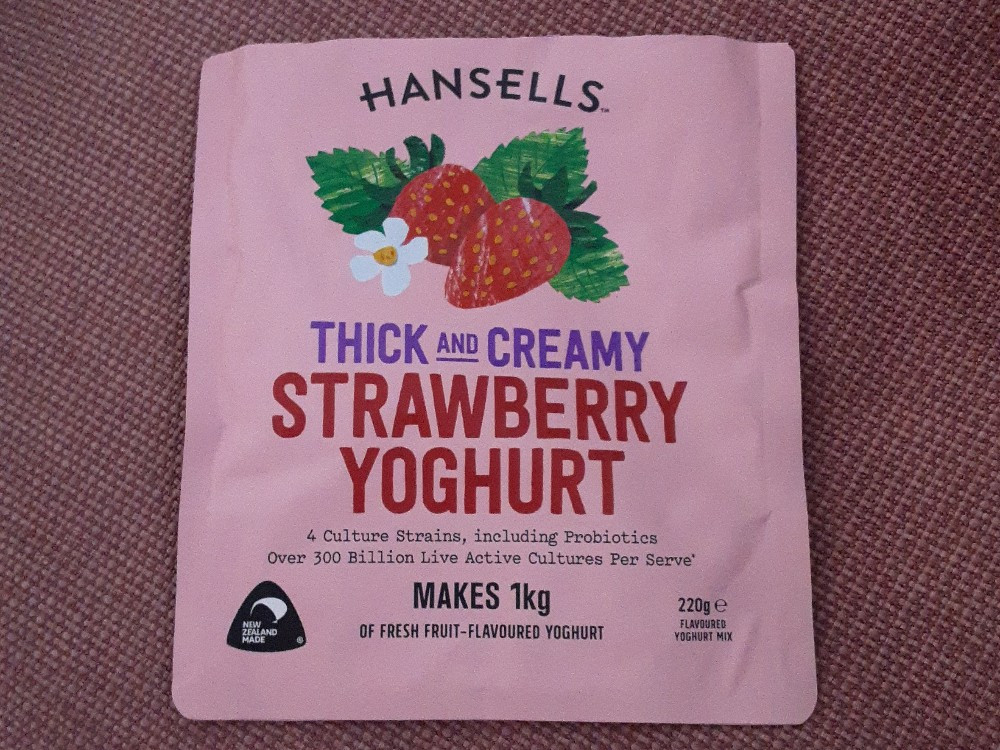 HANSELLS™
THICK AND CREAMY
STRAWBERRY
YOGHURT
4 Culture Strains, including Probiotics
Over 300 Billion Live Active Cultures Per Serve*
MAKES 1kg
OF FRESH FRUIT-FLAVOURED YOGHURT
NEW
ZEALAND
MADE ®
220g ℮
FLAVOURED
YOGHURT MIX